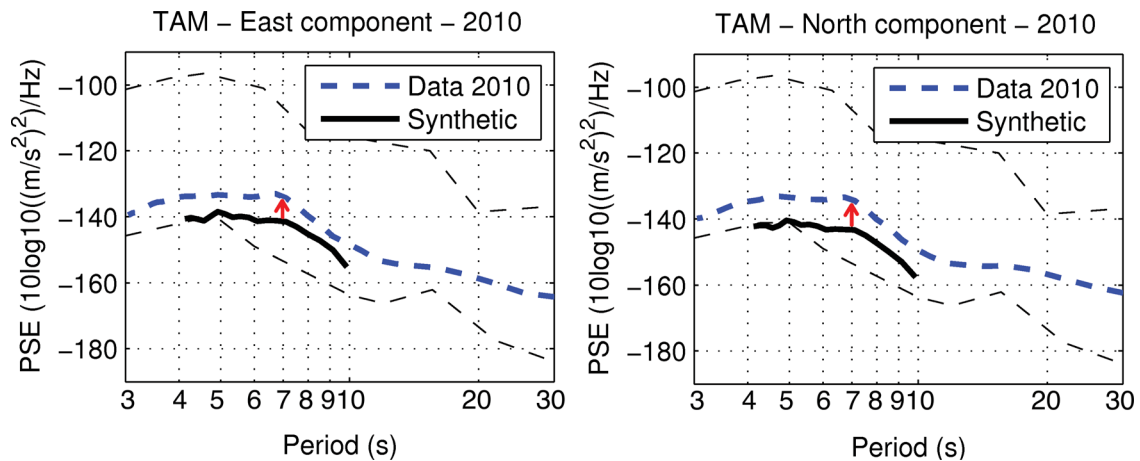 TAM − East component − 2010
PSE (10log10((m/s²)²)/Hz)
−100
−120
−140
−160
−180
Data 2010
Synthetic
3 4 5 6 7 8 9 10 20 30
Period (s)
TAM − North component − 2010
PSE (10log10((m/s²)²)/Hz)
−100
−120
−140
−160
−180
Data 2010
Synthetic
3 4 5 6 7 8 9 10 20 30
Period (s)